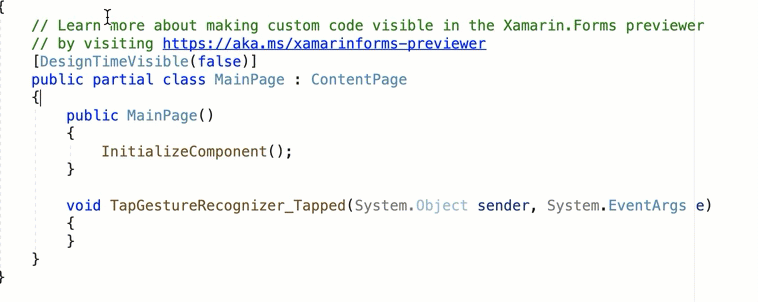 {
// Learn more about making custom code visible in the Xamarin.Forms previewer
// by visiting https://aka.ms/xamarinforms-previewer
[DesignTimeVisible(false)]
public partial class MainPage : ContentPage
{
public MainPage()
{
InitializeComponent();
}
void TapGestureRecognizer_Tapped(System.Object sender, System.EventArgs e)
{
}
}
}